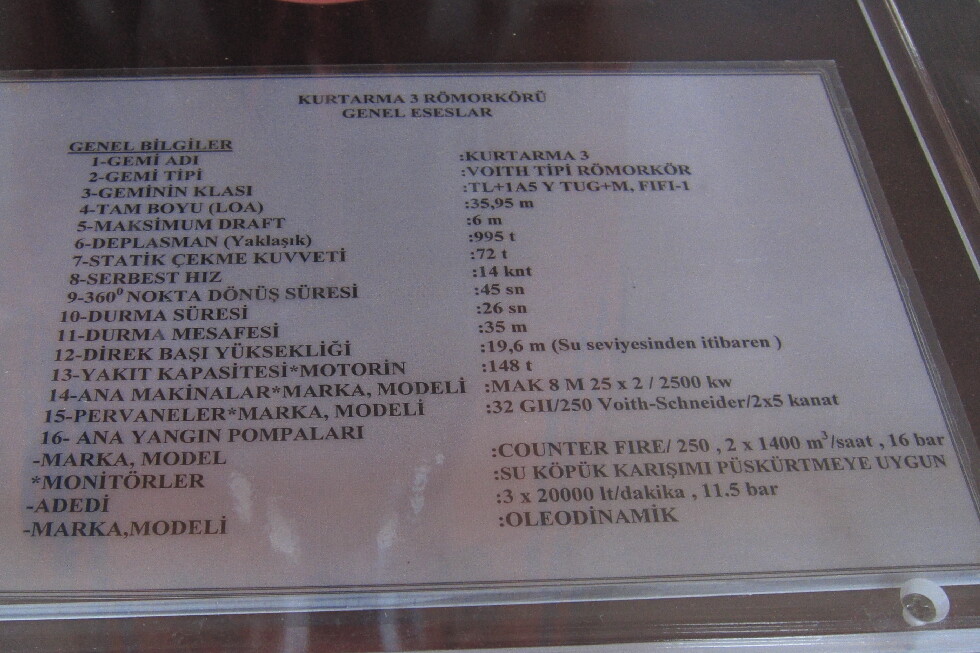 KURTARMA 3 RÖMORKÖRÜ
GENEL ESESLAR
GENEL BİLGİLER
1-GEMİ ADI :KURTARMA 3
2-GEMİ TİPİ :VOITH TİPİ RÖMORKÖR
3-GEMİNİN KLASI :TL+1A5 Y TUG+M, FIFI-1
4-TAM BOYU (LOA) :35,95 m
5-MAKSİMUM DRAFT :6 m
6-DEPLASMAN (Yaklaşık) :995 t
7-STATİK ÇEKME KUVVETİ :72 t
8-SERBEST HIZ :14 knt
9-360⁰ NOKTA DÖNÜŞ SÜRESİ :45 sn
10-DURMA SÜRESİ :26 sn
11-DURMA MESAFESİ :35 m
12-DİREK BAŞI YÜKSEKLİĞİ :19,6 m (Su seviyesinden itibaren )
13-YAKIT KAPASİTESİ*MOTORİN :148 t
14-ANA MAKİNALAR*MARKA, MODELİ :MAK 8 M 25 x 2 / 2500 kw
15-PERVANELER*MARKA, MODELİ :32 GII/250 Voith-Schneider/2x5 kanat
16- ANA YANGIN POMPALARI
-MARKA, MODEL :COUNTER FIRE/ 250 , 2 x 1400 m³/saat , 16 bar
*MONİTÖRLER :SU KÖPÜK KARIŞIMI PÜSKÜRTMEYE UYGUN
-ADEDİ :3 x 20000 lt/dakika , 11.5 bar
-MARKA,MODELİ :OLEODİNAMİK